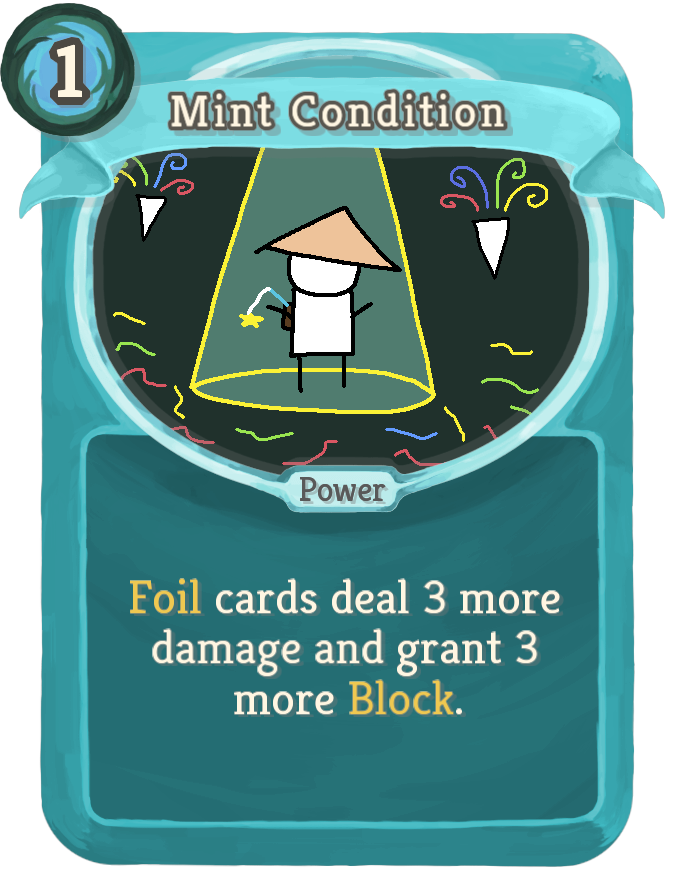 1
Mint Condition
Power
Foil cards deal 3 more
damage and grant 3
more Block.